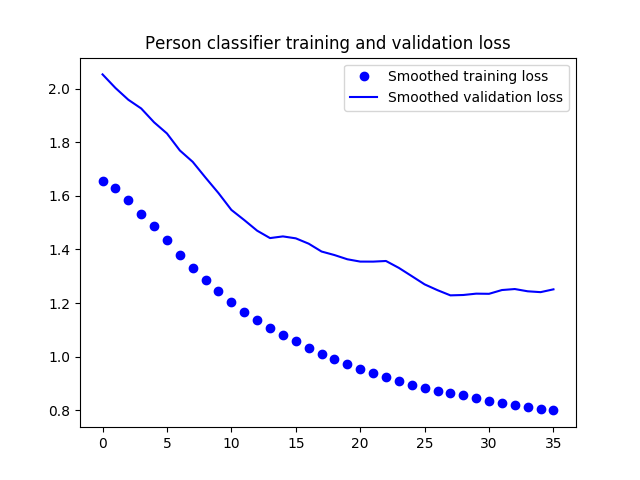 Person classifier training and validation loss
Smoothed training loss
Smoothed validation loss
2.0
1.8
1.6
1.4
1.2
1.0
0.8
0 5 10 15 20 25 30 35